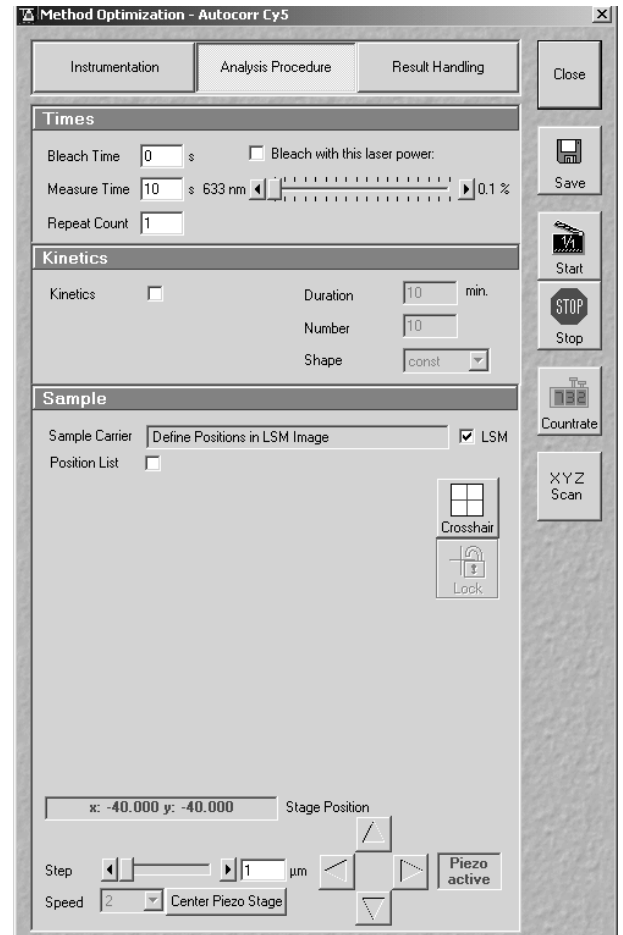 Method Optimization - Autocorr Cy5
Instrumentation Analysis Procedure Result Handling
Close
Times
Bleach Time 0 s Bleach with this laser power:
Measure Time 10 s 633 nm 0.1 %
Save
Repeat Count 1
1/1
Start
Kinetics
Kinetics Duration 10 min.
STOP
Number 10
Stop
Shape const
Sample
732
Countrate
Sample Carrier Define Positions in LSM Image LSM
Position List
XYZ
Scan
Crosshair
Lock
x: -40.000 y: -40.000 Stage Position
Step 1 µm Piezo
active
Speed 2 Center Piezo Stage